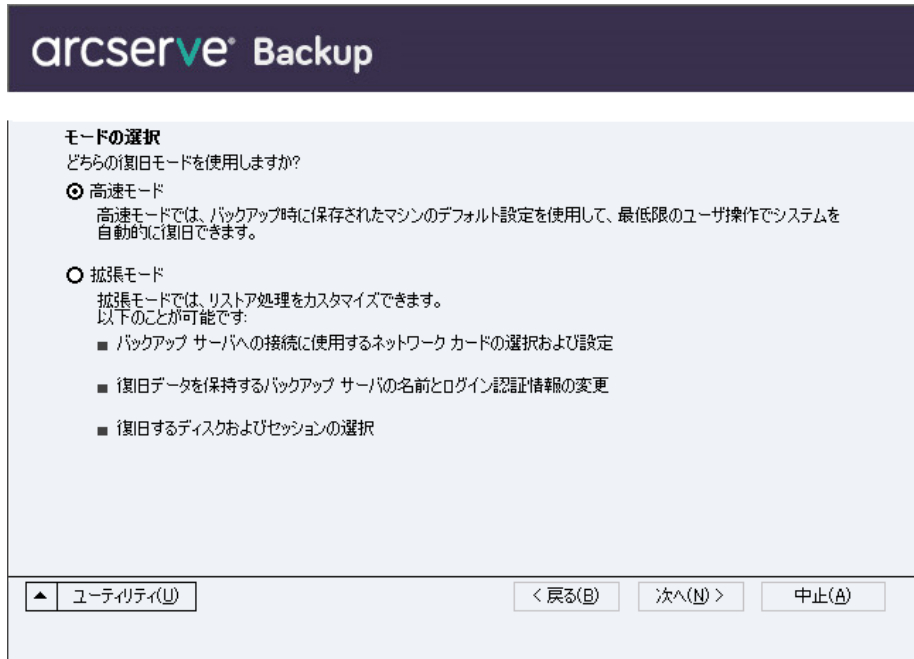 arcserve Backup
モードの選択
どちらの復旧モードを使用しますか?
高速モード
高速モードでは、バックアップ時に保存されたマシンのデフォルト設定を使用して、最低限のユーザ操作でシステムを
自動的に復旧できます。
拡張モード
拡張モードでは、リストア処理をカスタマイズできます。
以下のことが可能です:
■ バックアップ サーバへの接続に使用するネットワーク カードの選択および設定
■ 復旧データを保持するバックアップ サーバの名前とログイン認証情報の変更
■ 復旧するディスクおよびセッションの選択
▲ ユーティリティ(U) < 戻る(B) 次へ(N) > 中止(A)